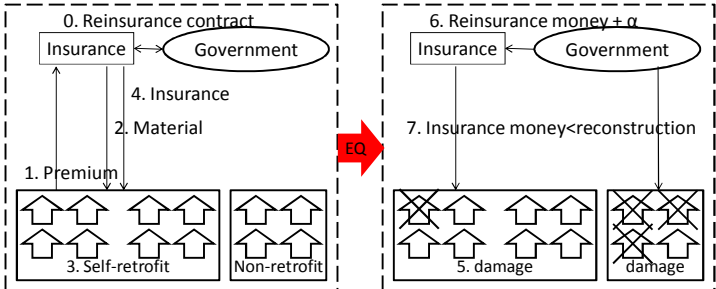 0. Reinsurance contract
Insurance
Government
4. Insurance
2. Material
1. Premium
3. Self-retrofit
Non-retrofit
EQ
6. Reinsurance money + α
Insurance
Government
7. Insurance money<reconstruction
5. damage
damage